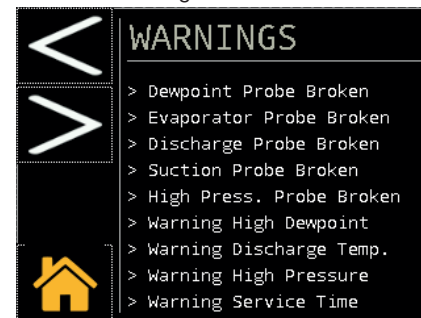 WARNINGS
> Dewpoint Probe Broken
> Evaporator Probe Broken
> Discharge Probe Broken
> Suction Probe Broken
> High Press. Probe Broken
> Warning High Dewpoint
> Warning Discharge Temp.
> Warning High Pressure
> Warning Service Time